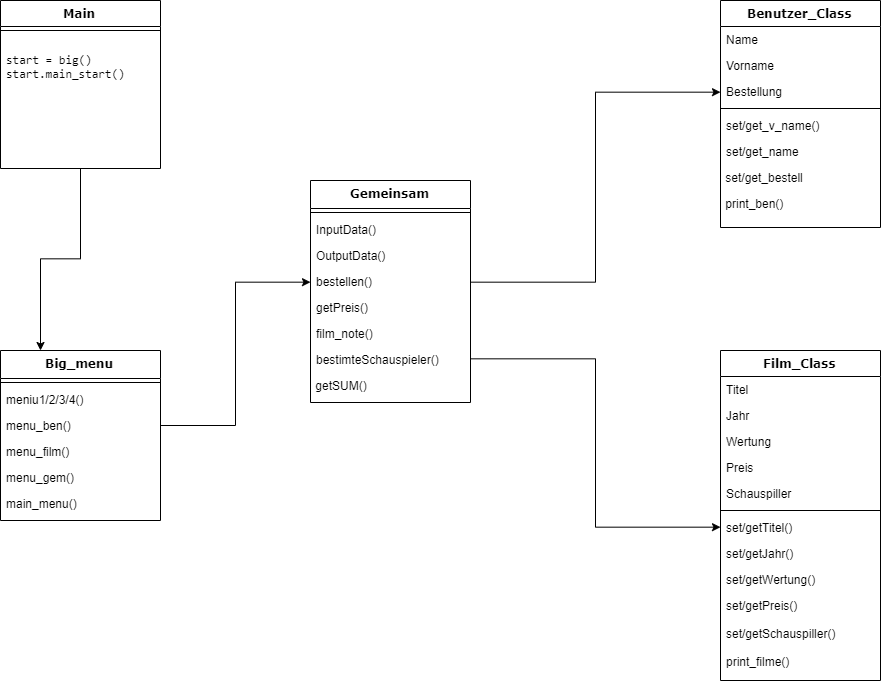 Main
start = big()
start.main_start()
Big_menu
meniu1/2/3/4()
menu_ben()
menu_film()
menu_gem()
main_menu()
Gemeinsam
InputData()
OutputData()
bestellen()
getPreis()
film_note()
bestimteSchauspieler()
getSUM()
Benutzer_Class
Name
Vorname
Bestellung
set/get_v_name()
set/get_name
set/get_bestell
print_ben()
Film_Class
Titel
Jahr
Wertung
Preis
Schauspiller
set/getTitel()
set/getJahr()
set/getWertung()
set/getPreis()
set/getSchauspiller()
print_filme()